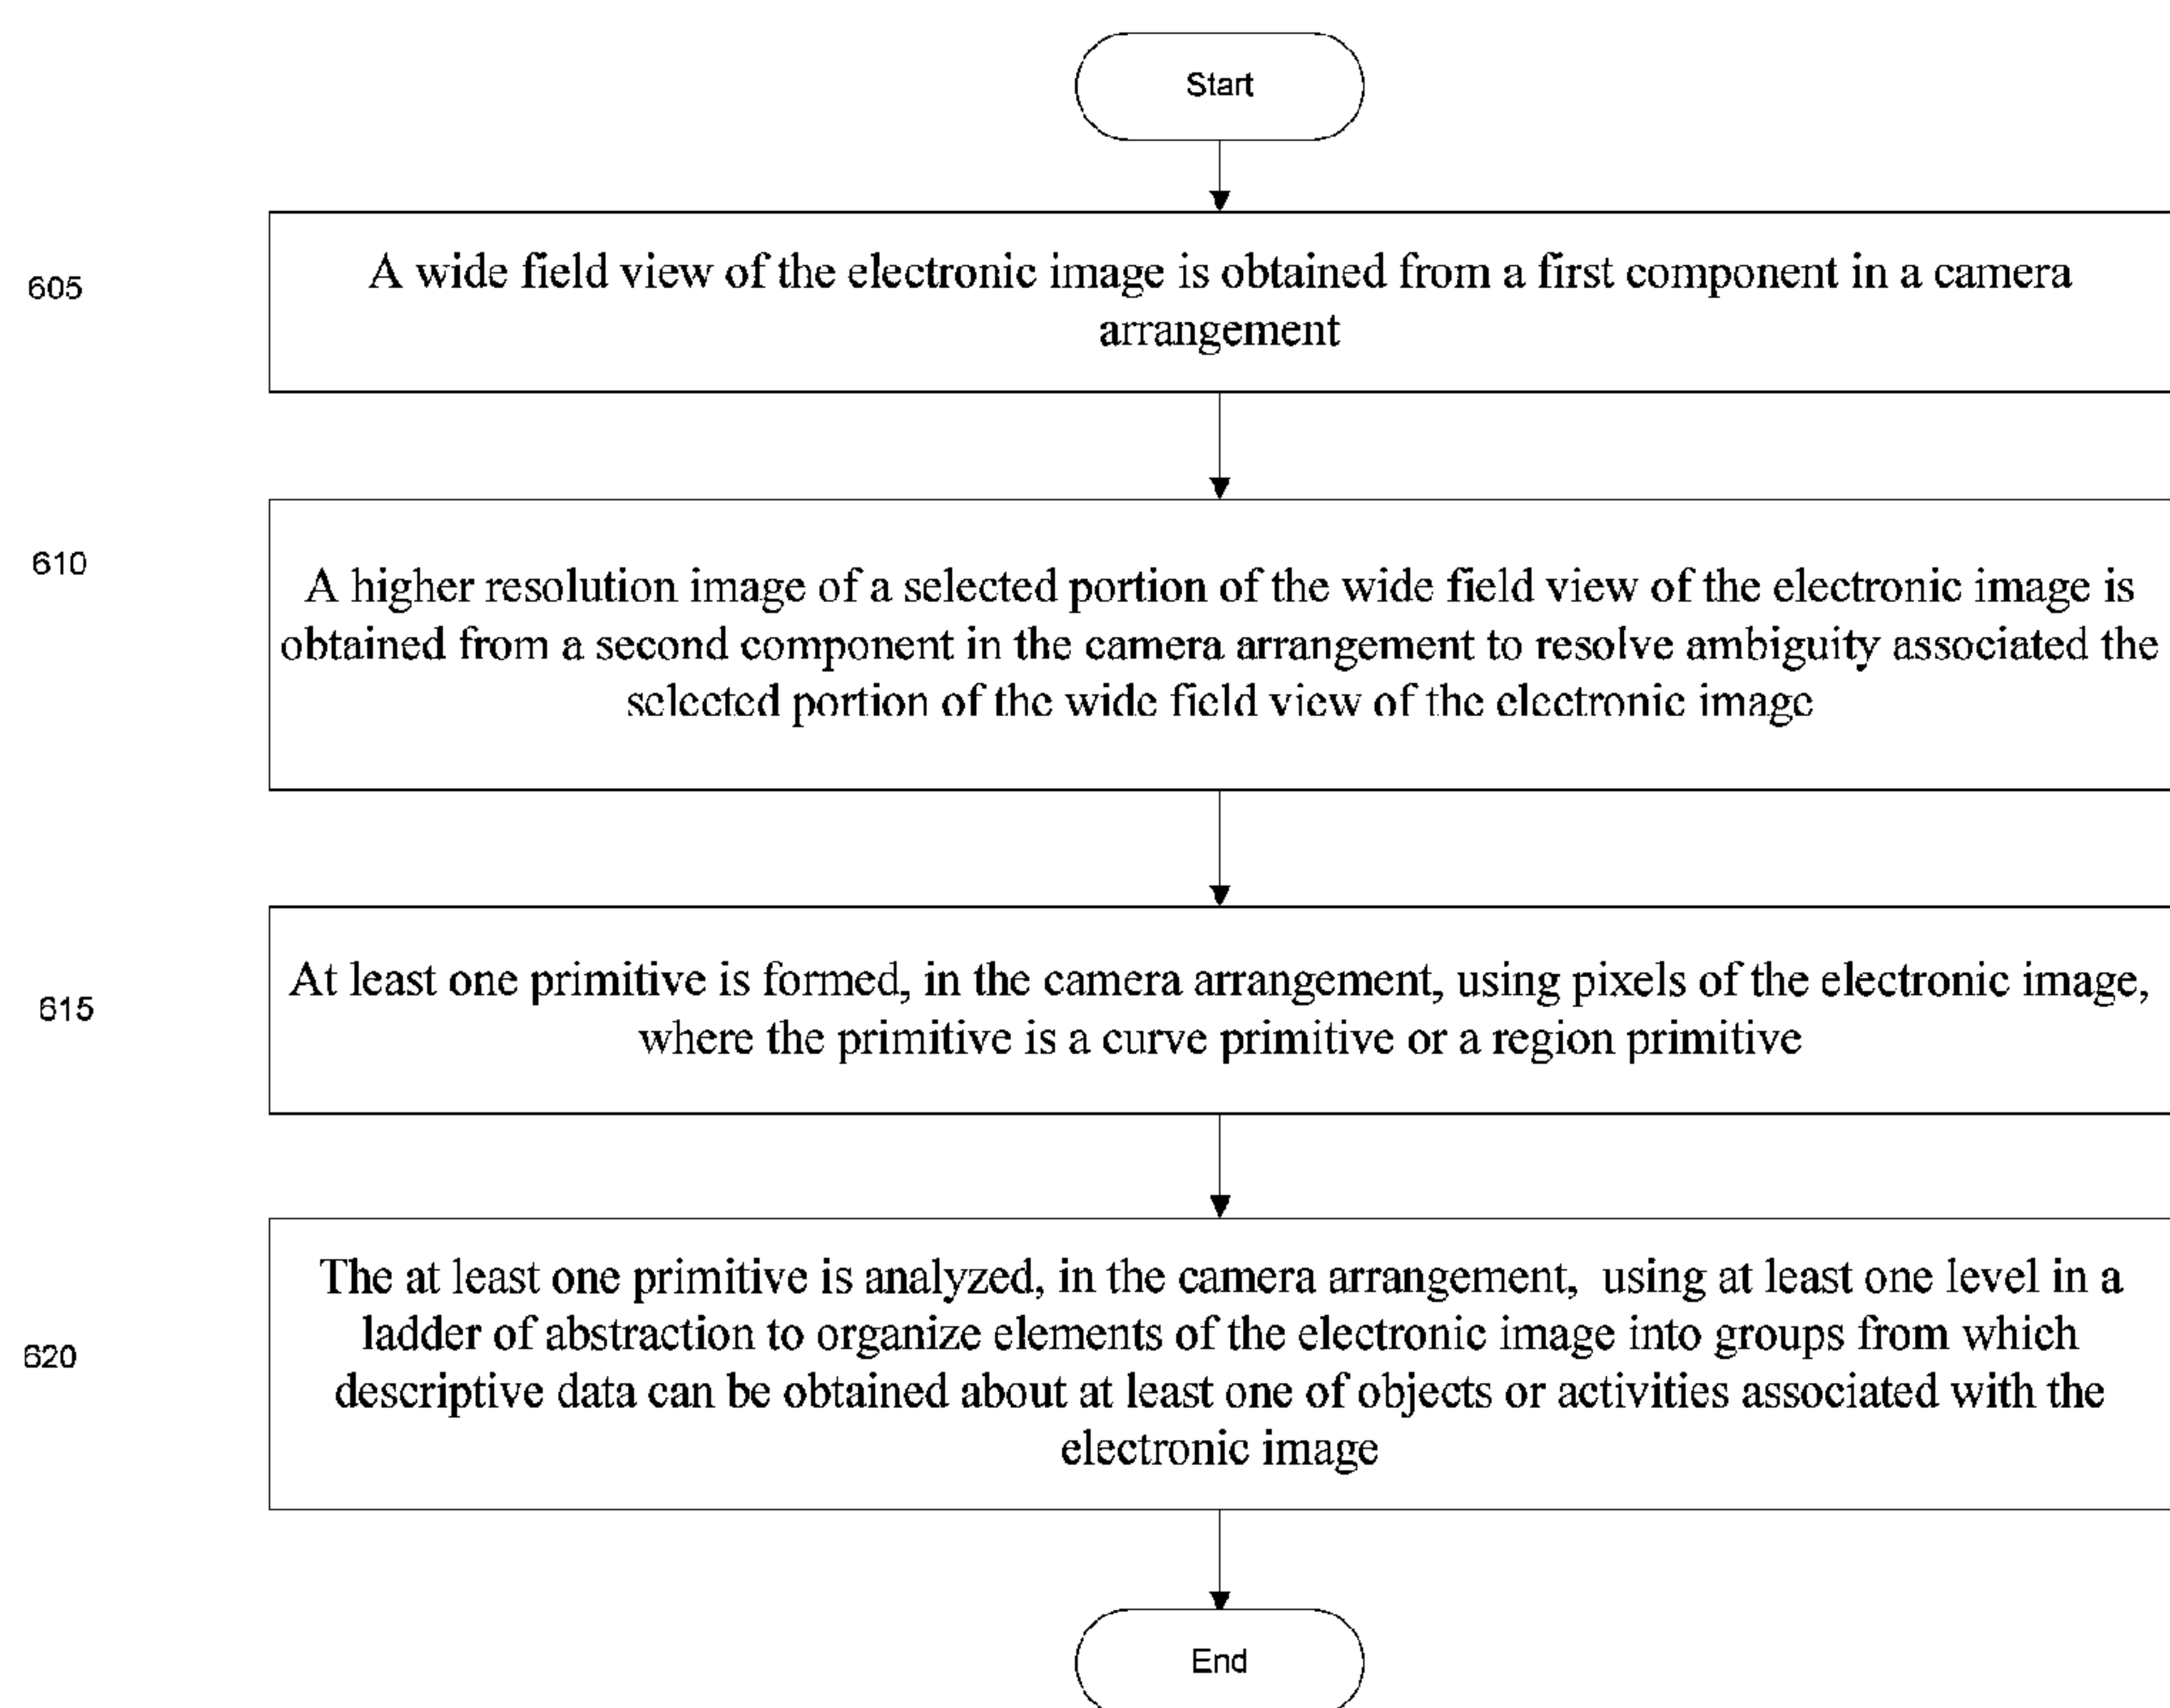 Start
605
A wide field view of the electronic image is obtained from a first component in a camera
arrangement
610
A higher resolution image of a selected portion of the wide field view of the electronic image is
obtained from a second component in the camera arrangement to resolve ambiguity associated the
selected portion of the wide field view of the electronic image
615
At least one primitive is formed, in the camera arrangement, using pixels of the electronic image,
where the primitive is a curve primitive or a region primitive
620
The at least one primitive is analyzed, in the camera arrangement, using at least one level in a
ladder of abstraction to organize elements of the electronic image into groups from which
descriptive data can be obtained about at least one of objects or activities associated with the
electronic image
End